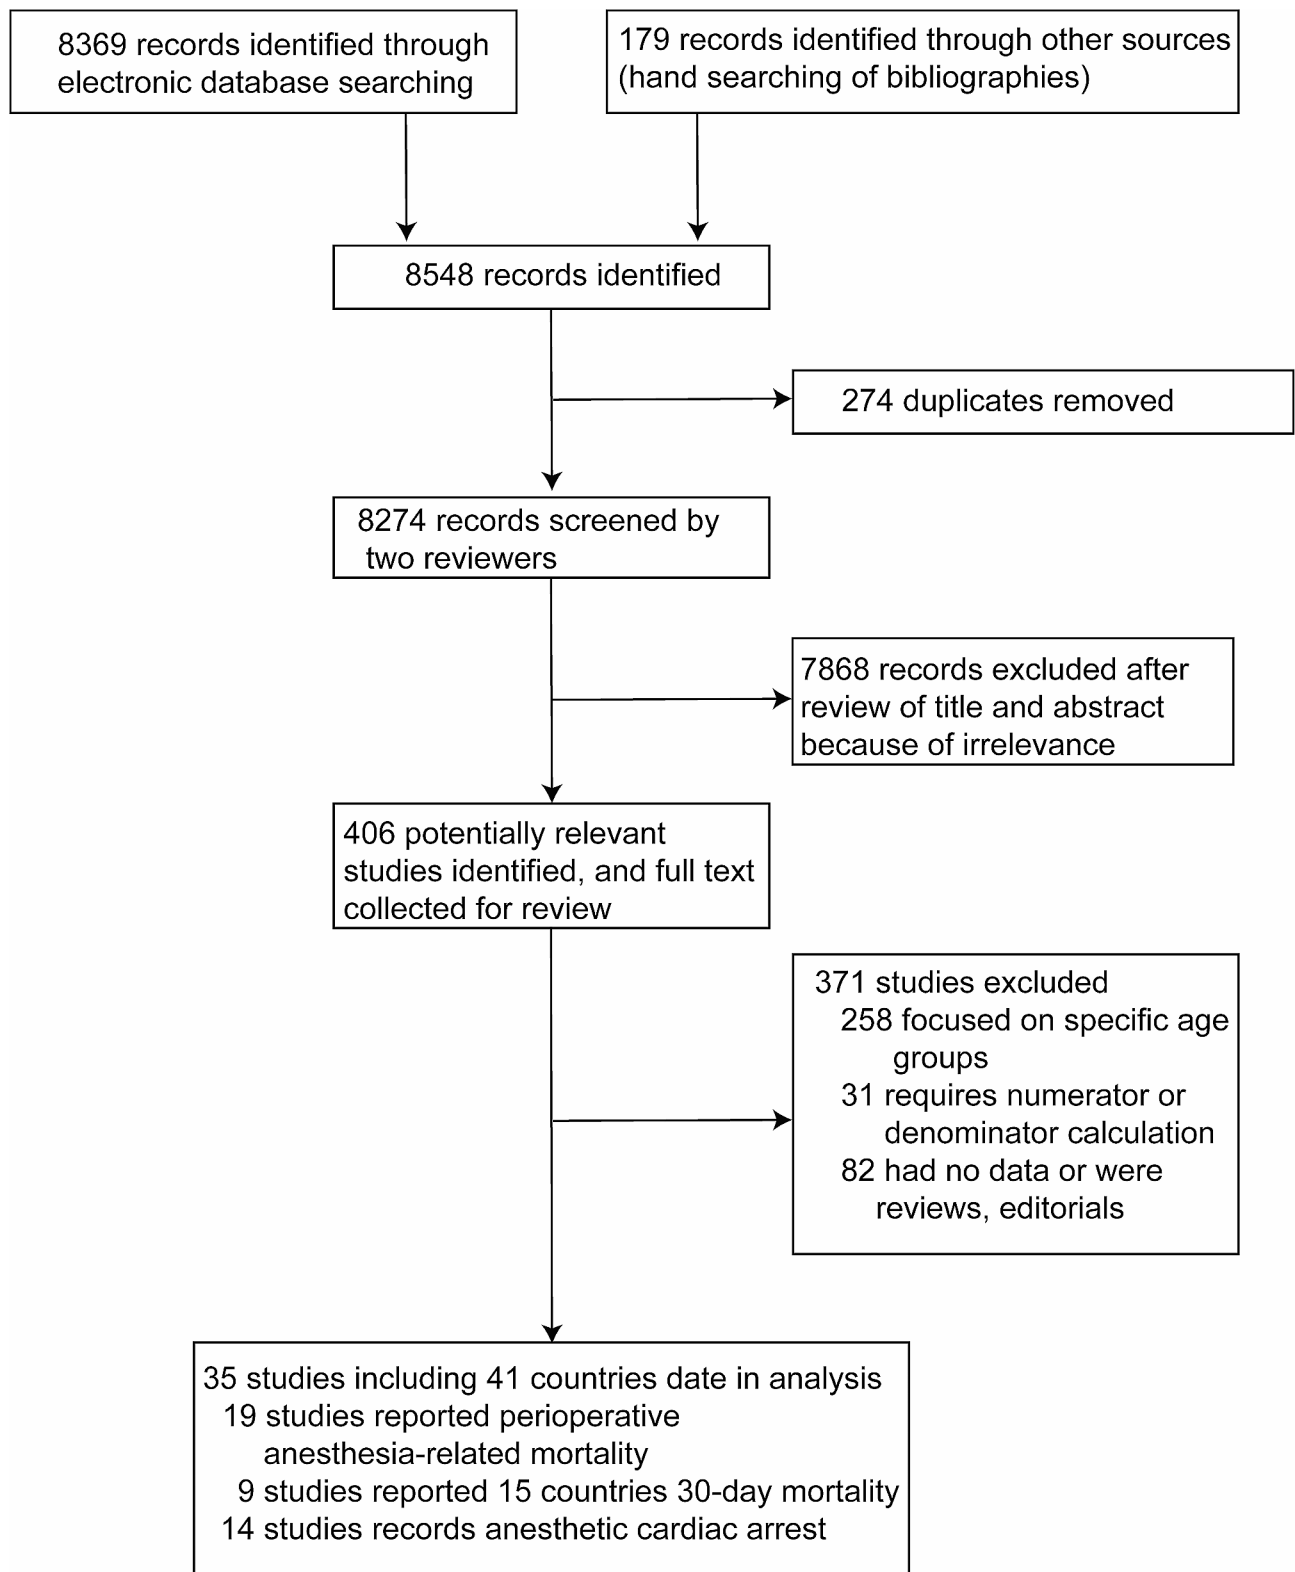 8369 records identified through
electronic database searching
179 records identified through other sources
(hand searching of bibliographies)
8548 records identified
274 duplicates removed
8274 records screened by
two reviewers
7868 records excluded after
review of title and abstract
because of irrelevance
406 potentially relevant
studies identified, and full text
collected for review
371 studies excluded
258 focused on specific age
groups
31 requires numerator or
denominator calculation
82 had no data or were
reviews, editorials
35 studies including 41 countries date in analysis
19 studies reported perioperative
anesthesia-related mortality
9 studies reported 15 countries 30-day mortality
14 studies records anesthetic cardiac arrest